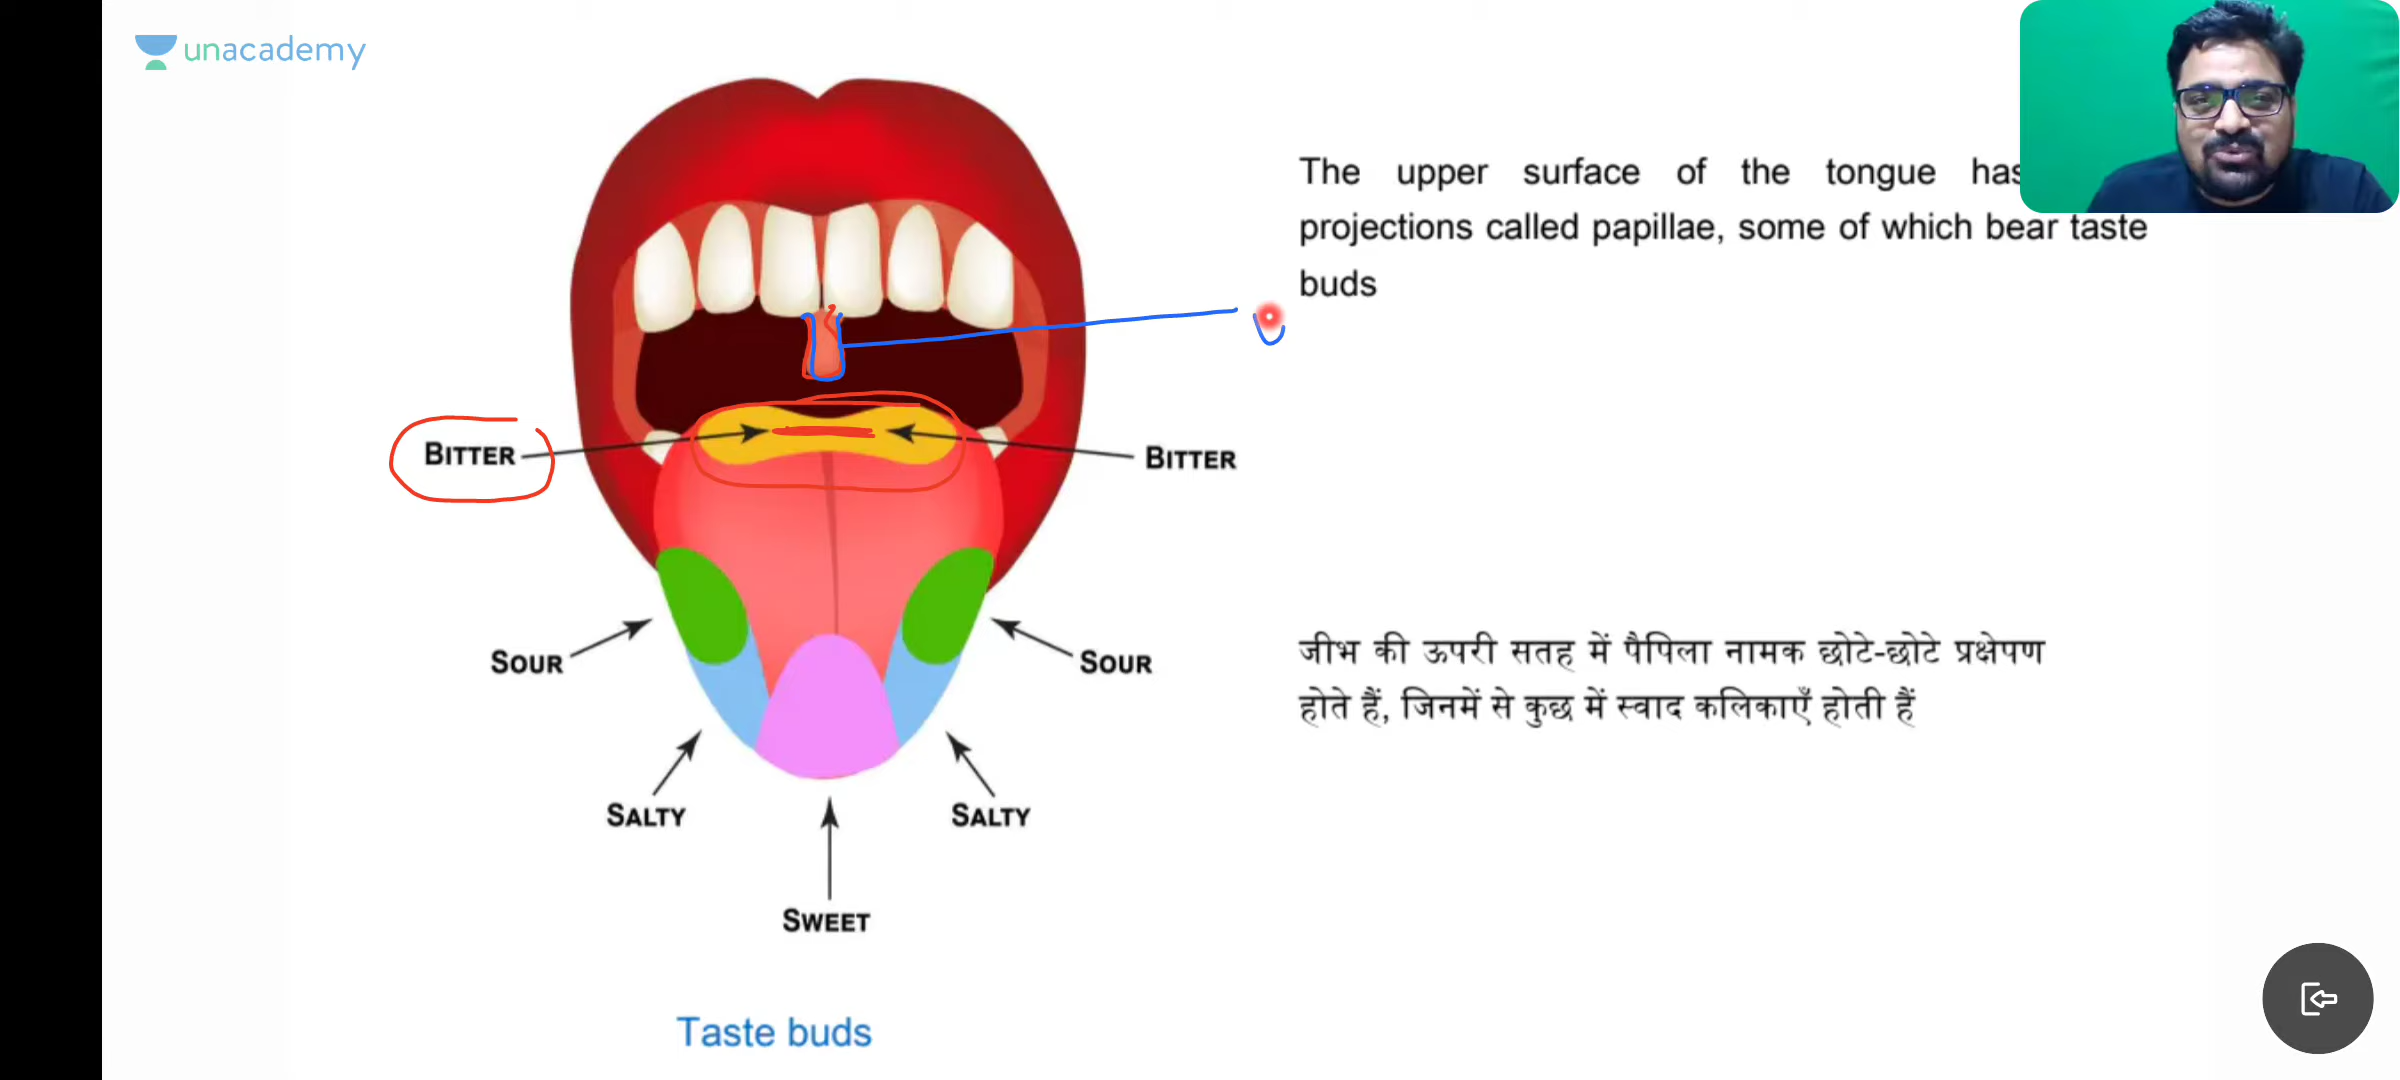 unacademy
The upper surface of the tongue has
projections called papillae, some of which bear taste
buds
BITTER
BITTER
SOUR
SOUR
SALTY
SALTY
SWEET
जीभ की ऊपरी सतह में पैपिला नामक छोटे-छोटे प्रक्षेपण
होते हैं, जिनमें से कुछ में स्वाद कलिकाएँ होती हैं
Taste buds